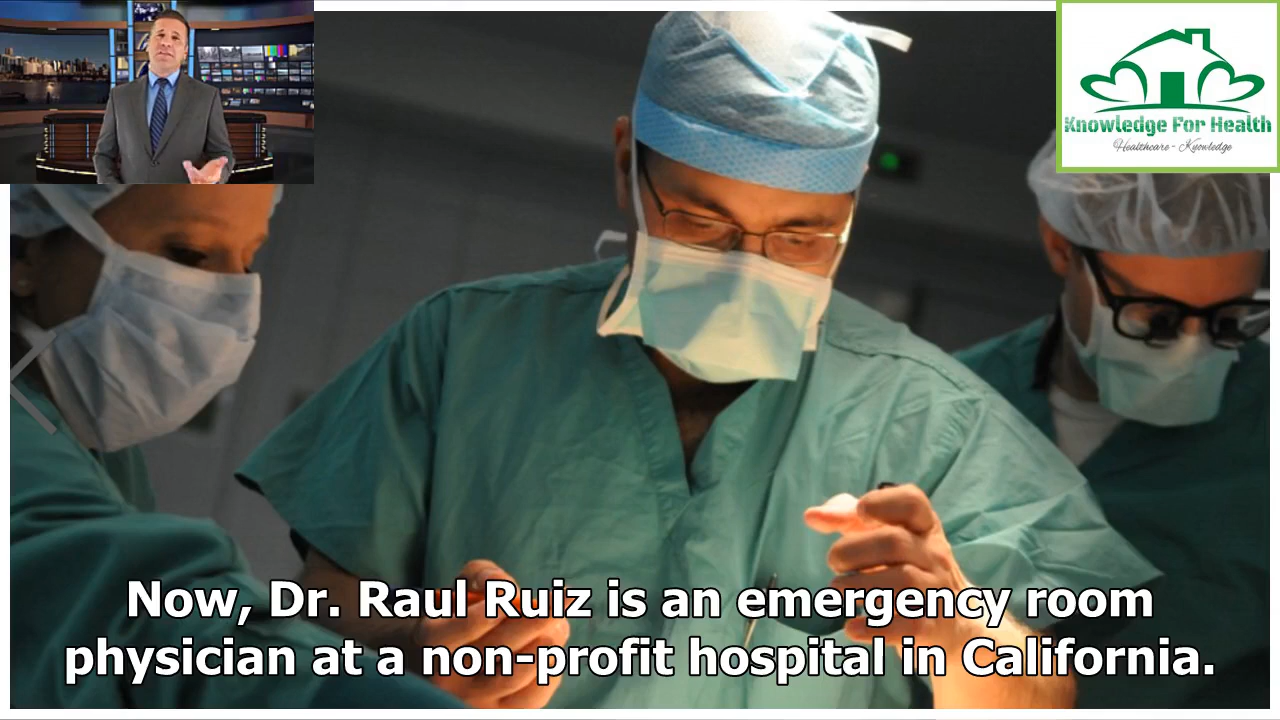 Knowledge For Health
Healthcare - Knowledge
Now, Dr. Raul Ruiz is an emergency room
physician at a non-profit hospital in California.